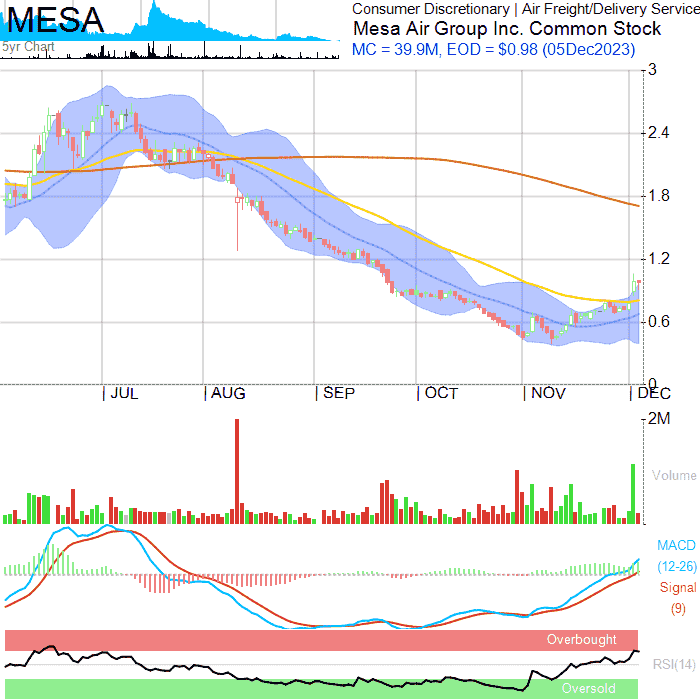 MESA
5yr Chart
Consumer Discretionary | Air Freight/Delivery Service
Mesa Air Group Inc. Common Stock
MC = 39.9M, EOD = $0.98 (05Dec2023)
3
2.4
1.8
1.2
0.6
0
JUL
AUG
SEP
OCT
NOV
DEC
2M
Volume
MACD
(12-26)
Signal
(9)
Overbought
RSI(14)
Oversold